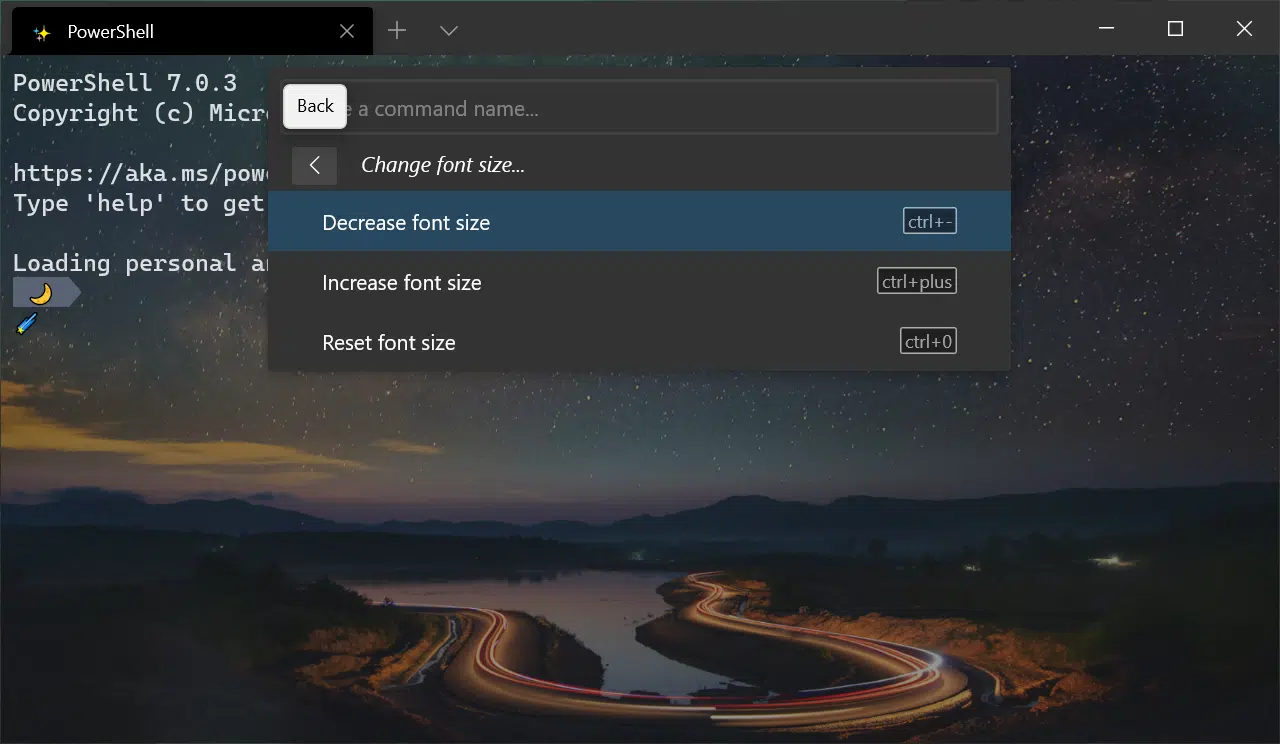 PowerShell
PowerShell 7.0.3
Copyright (c) Micro
https://aka.ms/pow
Type 'help' to get
Loading personal a
Back
a command name...
Change font size...
Decrease font size ctrl+-
Increase font size ctrl+plus
Reset font size ctrl+0